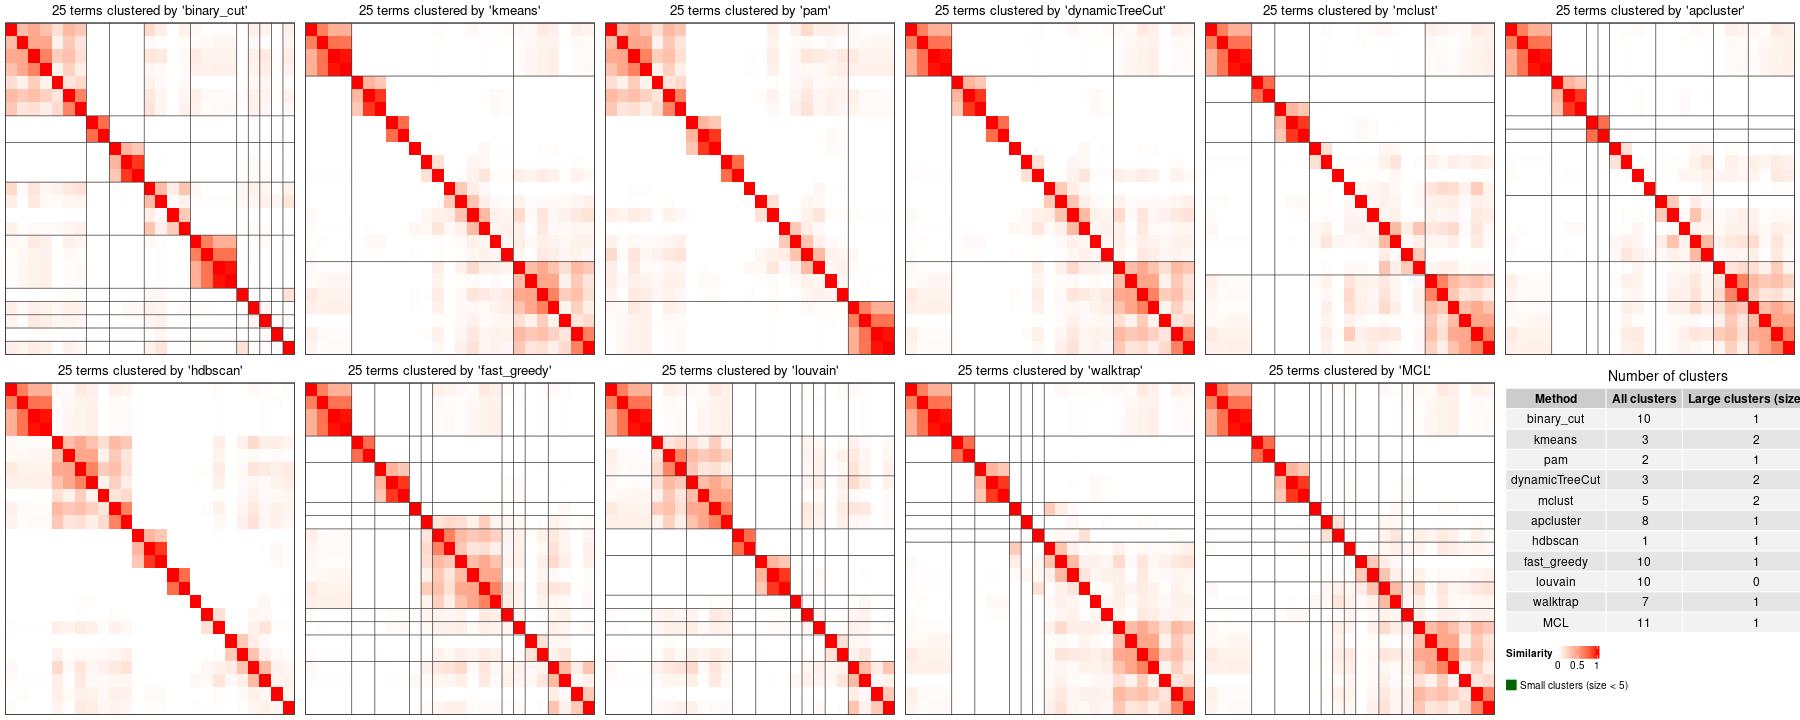 25 terms clustered by 'binary_cut'
25 terms clustered by 'kmeans'
25 terms clustered by 'pam'
25 terms clustered by 'dynamicTreeCut'
25 terms clustered by 'mclust'
25 terms clustered by 'apcluster'
25 terms clustered by 'hdbscan'
25 terms clustered by 'fast_greedy'
25 terms clustered by 'louvain'
25 terms clustered by 'walktrap'
25 terms clustered by 'MCL'
Number of clusters
Method All clusters Large clusters (size
binary_cut 10 1
kmeans 3 2
pam 2 1
dynamicTreeCut 3 2
mclust 5 2
apcluster 8 1
hdbscan 1 1
fast_greedy 10 1
louvain 10 0
walktrap 7 1
MCL 11 1
Similarity
0 0.5 1
Small clusters (size < 5)